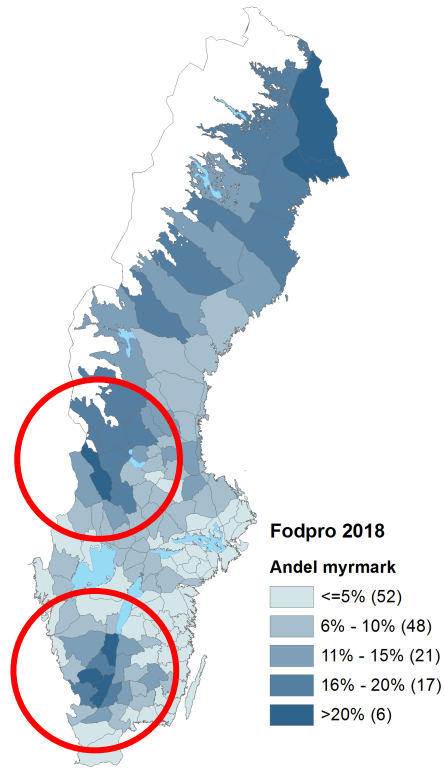 Fodpro 2018
Andel myrmark
<=5% (52)
6% - 10% (48)
11% - 15% (21)
16% - 20% (17)
>20% (6)